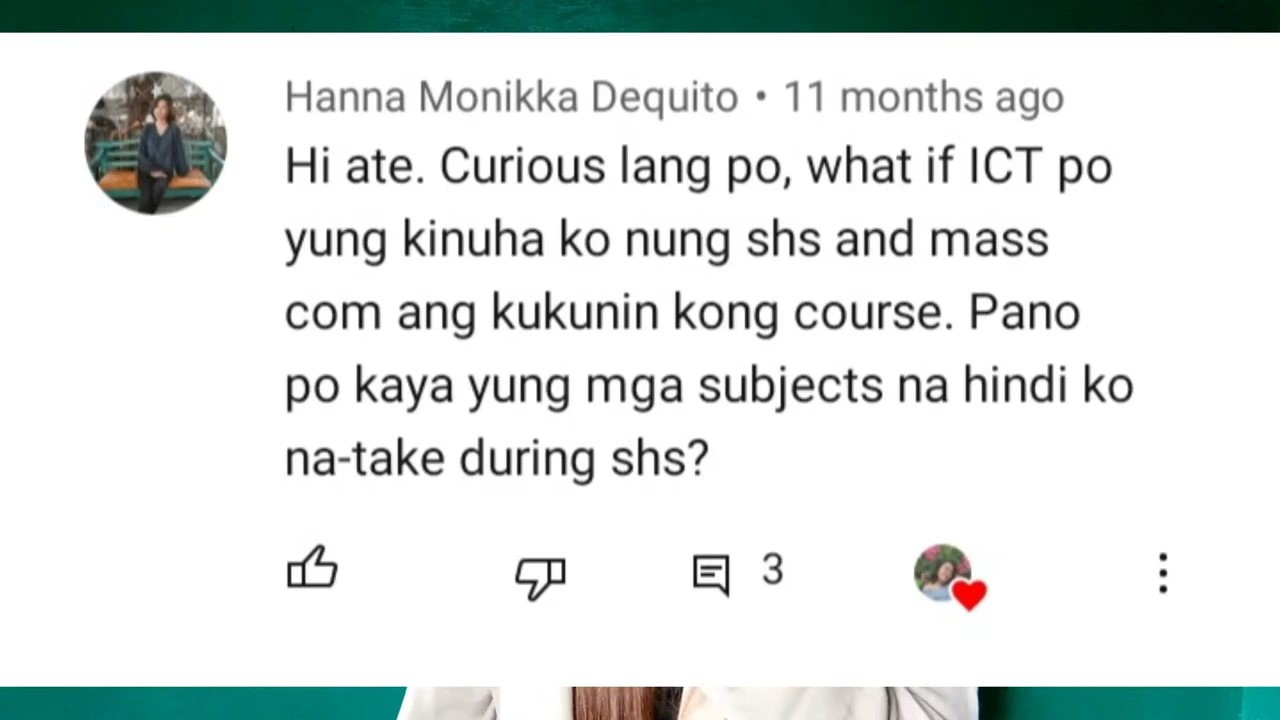 Hanna Monikka Dequito • 11 months ago
Hi ate. Curious lang po, what if ICT po
yung kinuha ko nung shs and mass
com ang kukunin kong course. Pano
po kaya yung mga subjects na hindi ko
na-take during shs?
3